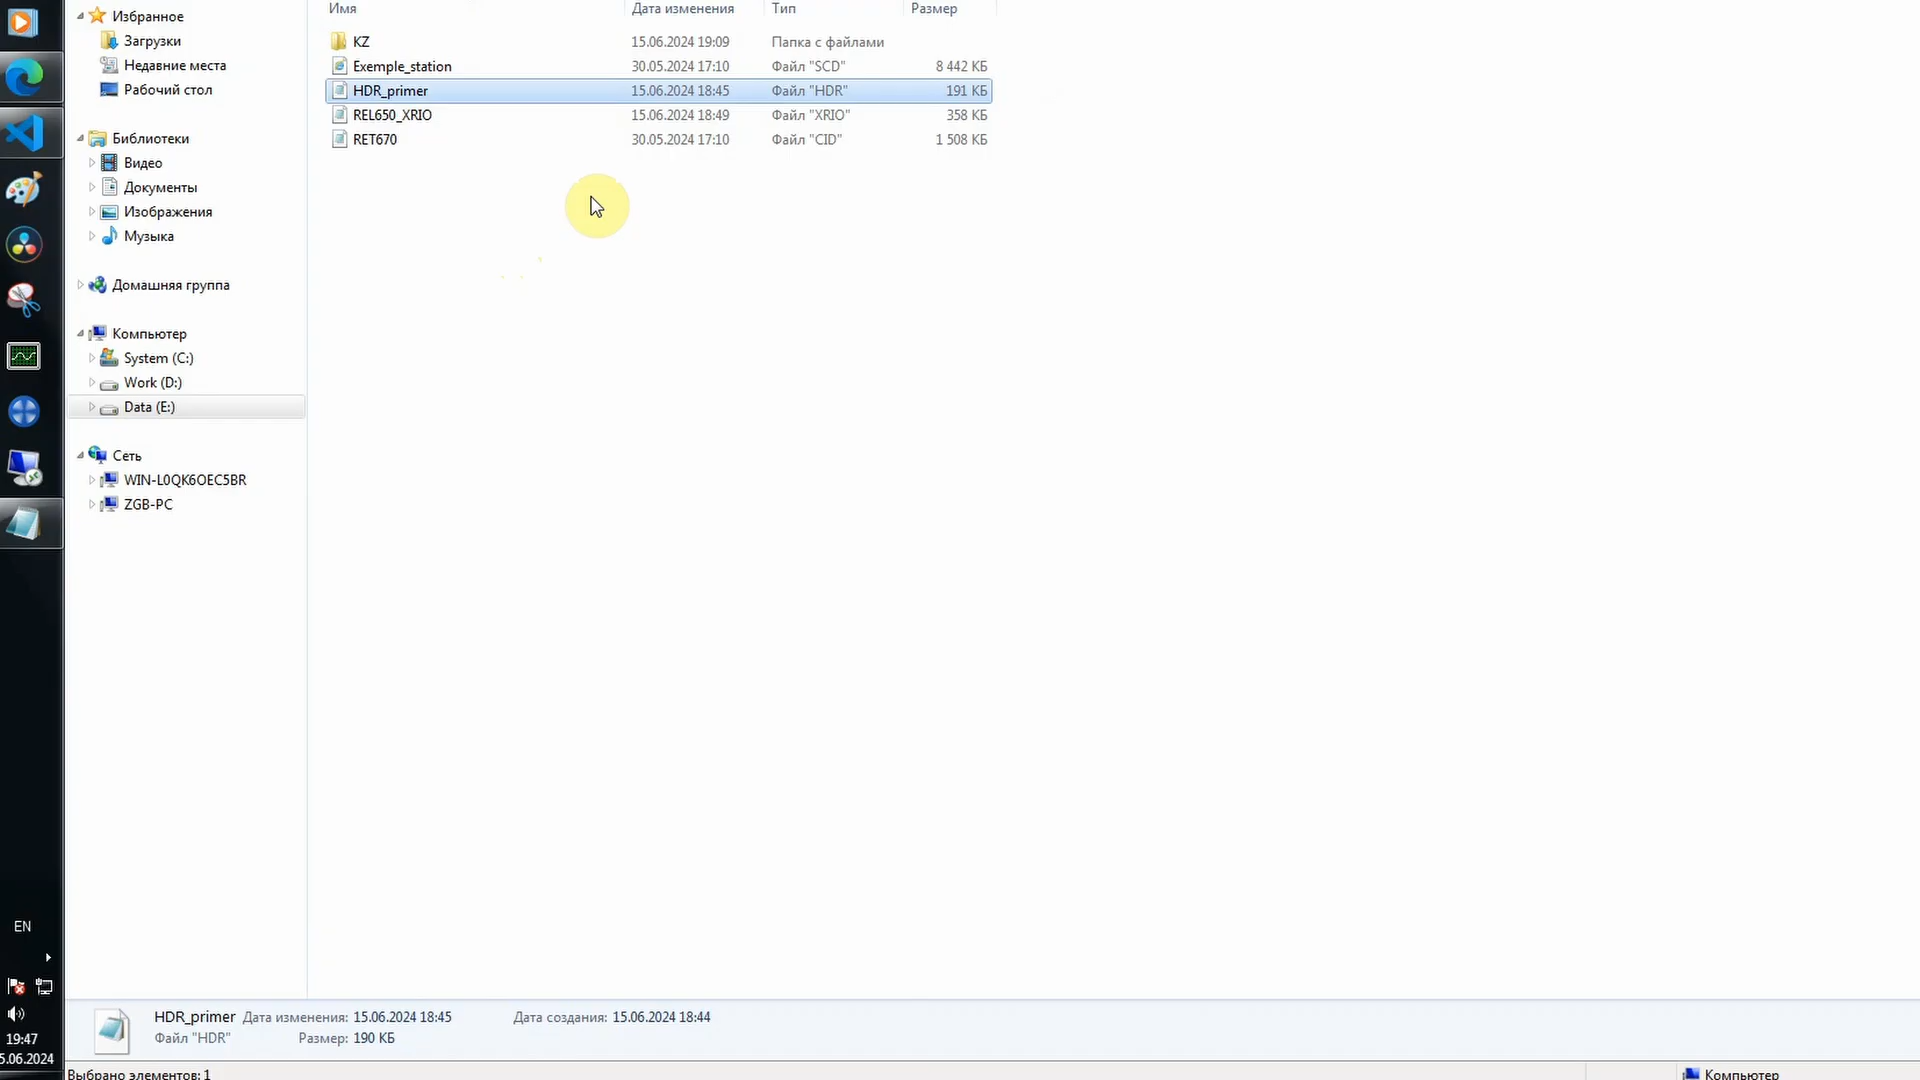 Имя Дата изменения Тип Размер
KZ 15.06.2024 19:09 Папка с файлами
Exemple_station 30.05.2024 17:10 Файл "SCD" 8 442 КБ
HDR_primer 15.06.2024 18:45 Файл "HDR" 191 КБ
REL650_XRIO 15.06.2024 18:49 Файл "XRIO" 358 КБ
RET670 30.05.2024 17:10 Файл "CID" 1 508 КБ
Избранное
Загрузки
Недавние места
Рабочий стол
Библиотеки
Видео
Документы
Изображения
Музыка
Домашняя группа
Компьютер
System (C:)
Work (D:)
Data (E:)
Сеть
WIN-L0QK6OEC5BR
ZGB-PC
EN
19:47
5.06.2024
HDR_primer Дата изменения: 15.06.2024 18:45 Дата создания: 15.06.2024 18:44
Файл "HDR" Размер: 190 КБ
Выбрано элементов: 1 Компьютер